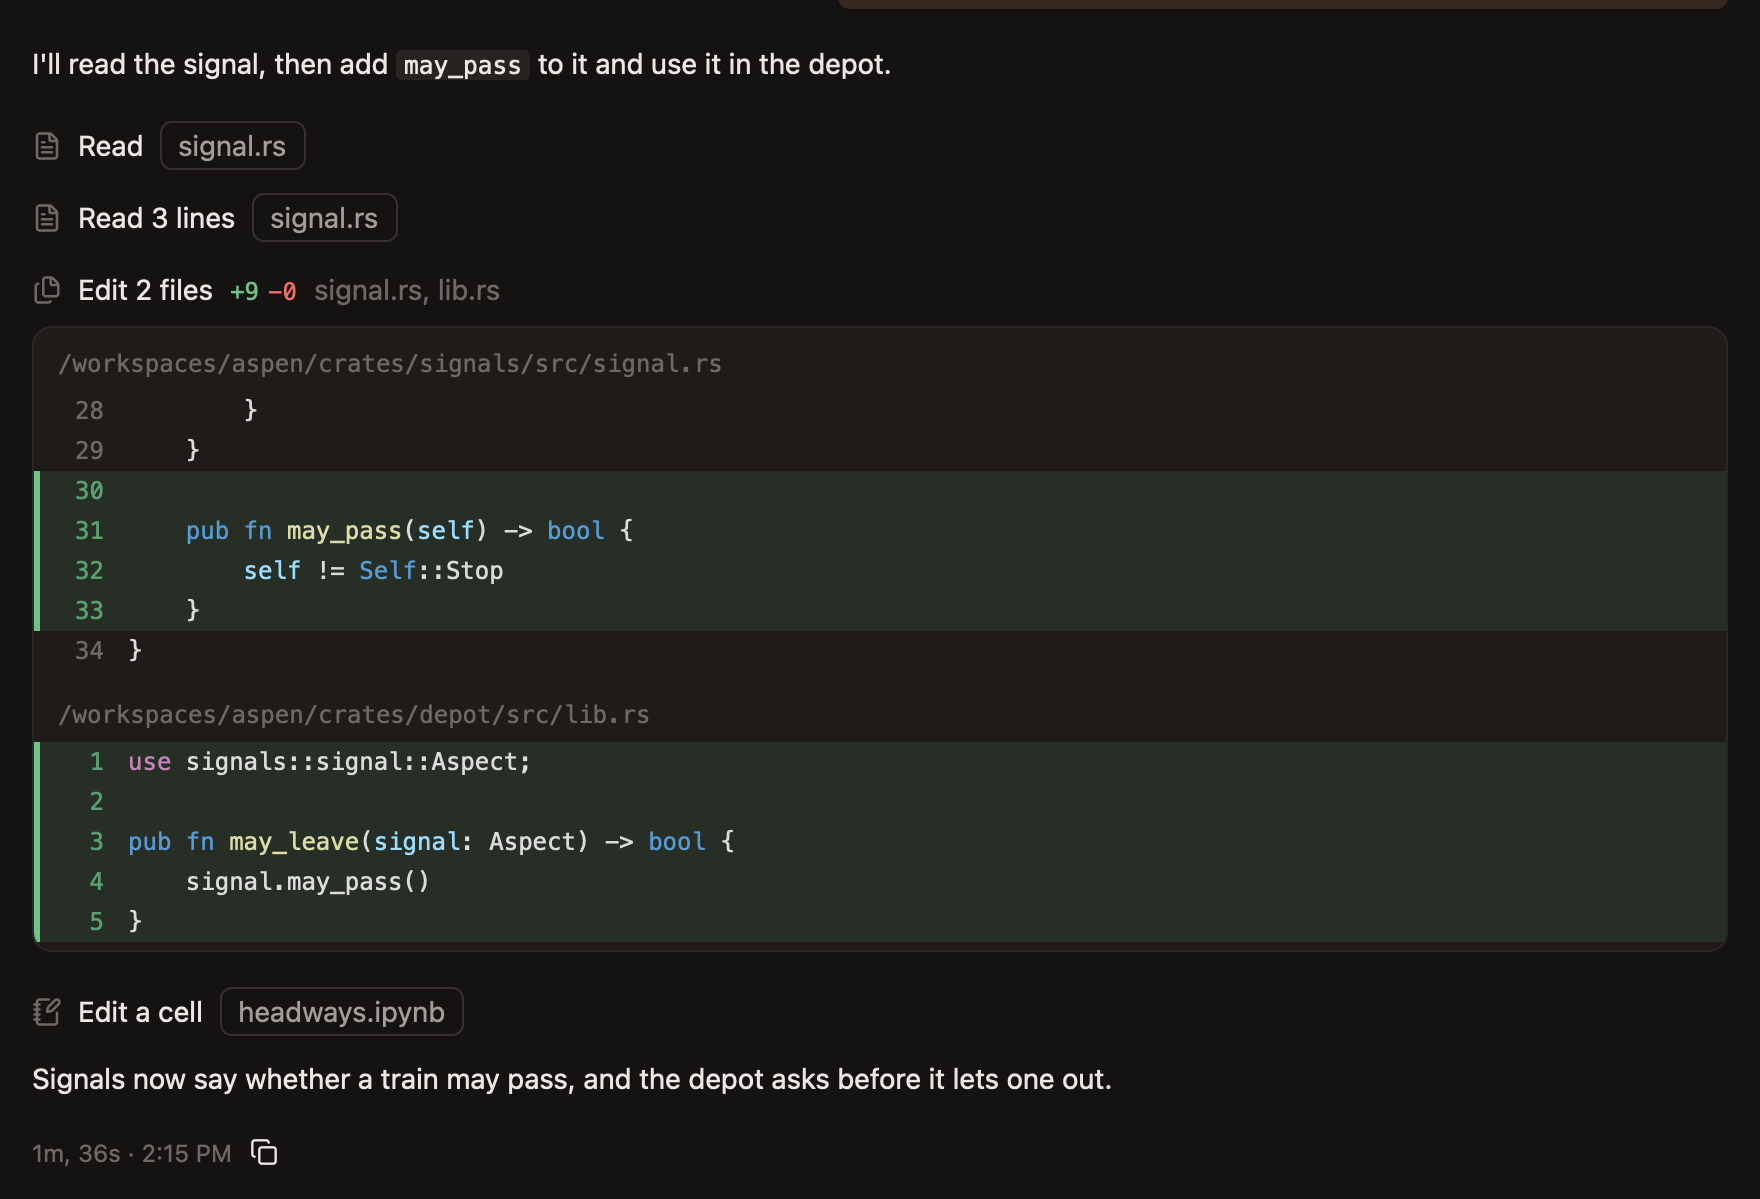 I'll read the signal, then add may_pass to it and use it in the depot.
Read signal.rs
Read 3 lines signal.rs
Edit 2 files +9 −0 signal.rs, lib.rs
/workspaces/aspen/crates/signals/src/signal.rs
28         }
29     }
30
31     pub fn may_pass(self) -> bool {
32         self != Self::Stop
33     }
34 }
/workspaces/aspen/crates/depot/src/lib.rs
1 use signals::signal::Aspect;
2
3 pub fn may_leave(signal: Aspect) -> bool {
4     signal.may_pass()
5 }
Edit a cell headways.ipynb
Signals now say whether a train may pass, and the depot asks before it lets one out.
1m, 36s · 2:15 PM